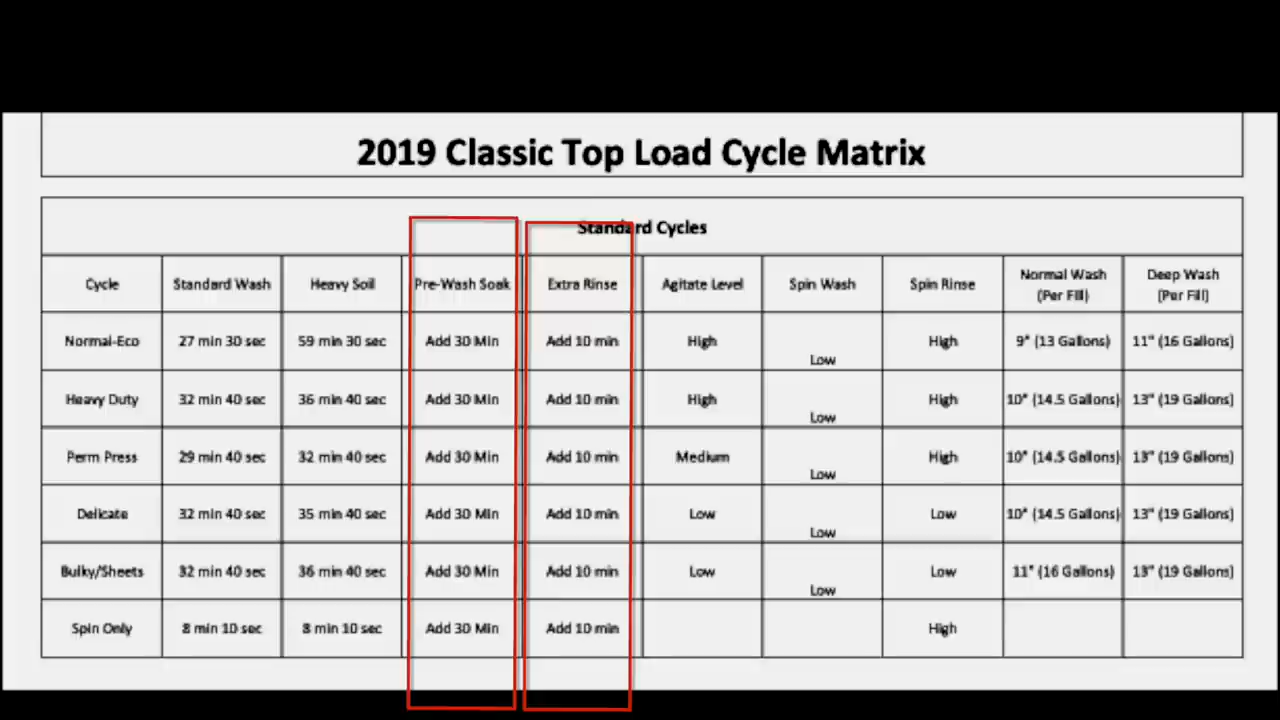 2019 Classic Top Load Cycle Matrix
Standard Cycles
Cycle Standard Wash Heavy Soil Pre-Wash Soak Extra Rinse Agitate Level Spin Wash Spin Rinse Normal Wash (Per Fill) Deep Wash (Per Fill)
Normal-Eco 27 min 30 sec 59 min 30 sec Add 30 Min Add 10 min High Low High 9" (13 Gallons) 11" (16 Gallons)
Heavy Duty 32 min 40 sec 36 min 40 sec Add 30 Min Add 10 min High Low High 10" (14.5 Gallons) 13" (19 Gallons)
Perm Press 29 min 40 sec 32 min 40 sec Add 30 Min Add 10 min Medium Low High 10" (14.5 Gallons) 13" (19 Gallons)
Delicate 32 min 40 sec 35 min 40 sec Add 30 Min Add 10 min Low Low Low 10" (14.5 Gallons) 13" (19 Gallons)
Bulky/Sheets 32 min 40 sec 36 min 40 sec Add 30 Min Add 10 min Low Low Low 11" (16 Gallons) 13" (19 Gallons)
Spin Only 8 min 10 sec 8 min 10 sec Add 30 Min Add 10 min High